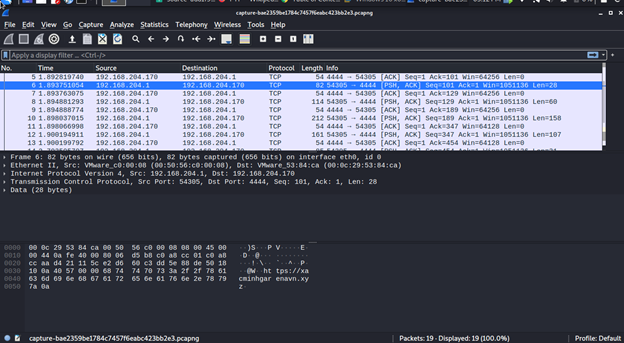 capture-bae2359be1784c7457f6eabc423bb2e3.pcapng
File Edit View Go Capture Analyze Statistics Telephony Wireless Tools Help
Apply a display filter ... <Ctrl-/>
No. Time Source Destination Protocol Length Info
5 1.892819740 192.168.204.170 192.168.204.1 TCP 54 4444 → 54305 [ACK] Seq=1 Ack=101 Win=64256 Len=0
6 1.893751854 192.168.204.1 192.168.204.170 TCP 82 54305 → 4444 [PSH, ACK] Seq=101 Ack=1 Win=1051136 Len=28
7 1.893763075 192.168.204.170 192.168.204.1 TCP 54 4444 → 54305 [ACK] Seq=1 Ack=129 Win=64256 Len=0
8 1.894881293 192.168.204.1 192.168.204.170 TCP 114 54305 → 4444 [PSH, ACK] Seq=129 Ack=1 Win=1051136 Len=60
9 1.894888774 192.168.204.170 192.168.204.1 TCP 54 4444 → 54305 [ACK] Seq=1 Ack=189 Win=64256 Len=0
10 1.898037015 192.168.204.1 192.168.204.170 TCP 212 54305 → 4444 [PSH, ACK] Seq=189 Ack=1 Win=1051136 Len=158
11 1.898066998 192.168.204.170 192.168.204.1 TCP 54 4444 → 54305 [ACK] Seq=1 Ack=347 Win=64128 Len=0
12 1.900194911 192.168.204.1 192.168.204.170 TCP 161 54305 → 4444 [PSH, ACK] Seq=347 Ack=1 Win=1051136 Len=107
13 1.900199792 192.168.204.170 192.168.204.1 TCP 54 4444 → 54305 [ACK] Seq=1 Ack=454 Win=64128 Len=0
Frame 6: 82 bytes on wire (656 bits), 82 bytes captured (656 bits) on interface eth0, id 0
Ethernet II, Src: VMware_c0:00:08 (00:50:56:c0:00:08), Dst: VMware_53:84:ca (00:0c:29:53:84:ca)
Internet Protocol Version 4, Src: 192.168.204.1, Dst: 192.168.204.170
Transmission Control Protocol, Src Port: 54305, Dst Port: 4444, Seq: 101, Ack: 1, Len: 28
Data (28 bytes)
0000 00 0c 29 53 84 ca 00 50 56 c0 00 08 08 00 45 00 ··)S···P V·····E·
0010 00 44 0a fe 40 00 80 06 d5 b8 c0 a8 cc 01 c0 a8 ·D··@··· ········
0020 cc aa d4 21 11 5c e2 d6 60 c3 dd 5e 88 de 50 18 ···!·\·· `··^··P·
0030 10 0a 40 57 00 00 68 74 74 70 73 3a 2f 2f 78 61 ··@W··ht tps://xa
0040 63 6d 69 6e 68 67 61 72 65 6e 61 76 6e 2e 78 79 cminhgar enavn.xy
0050 7a 0a z·
capture-bae2359be1784c7457f6eabc423bb2e3.pcapng Packets: 19 · Displayed: 19 (100.0%) Profile: Default